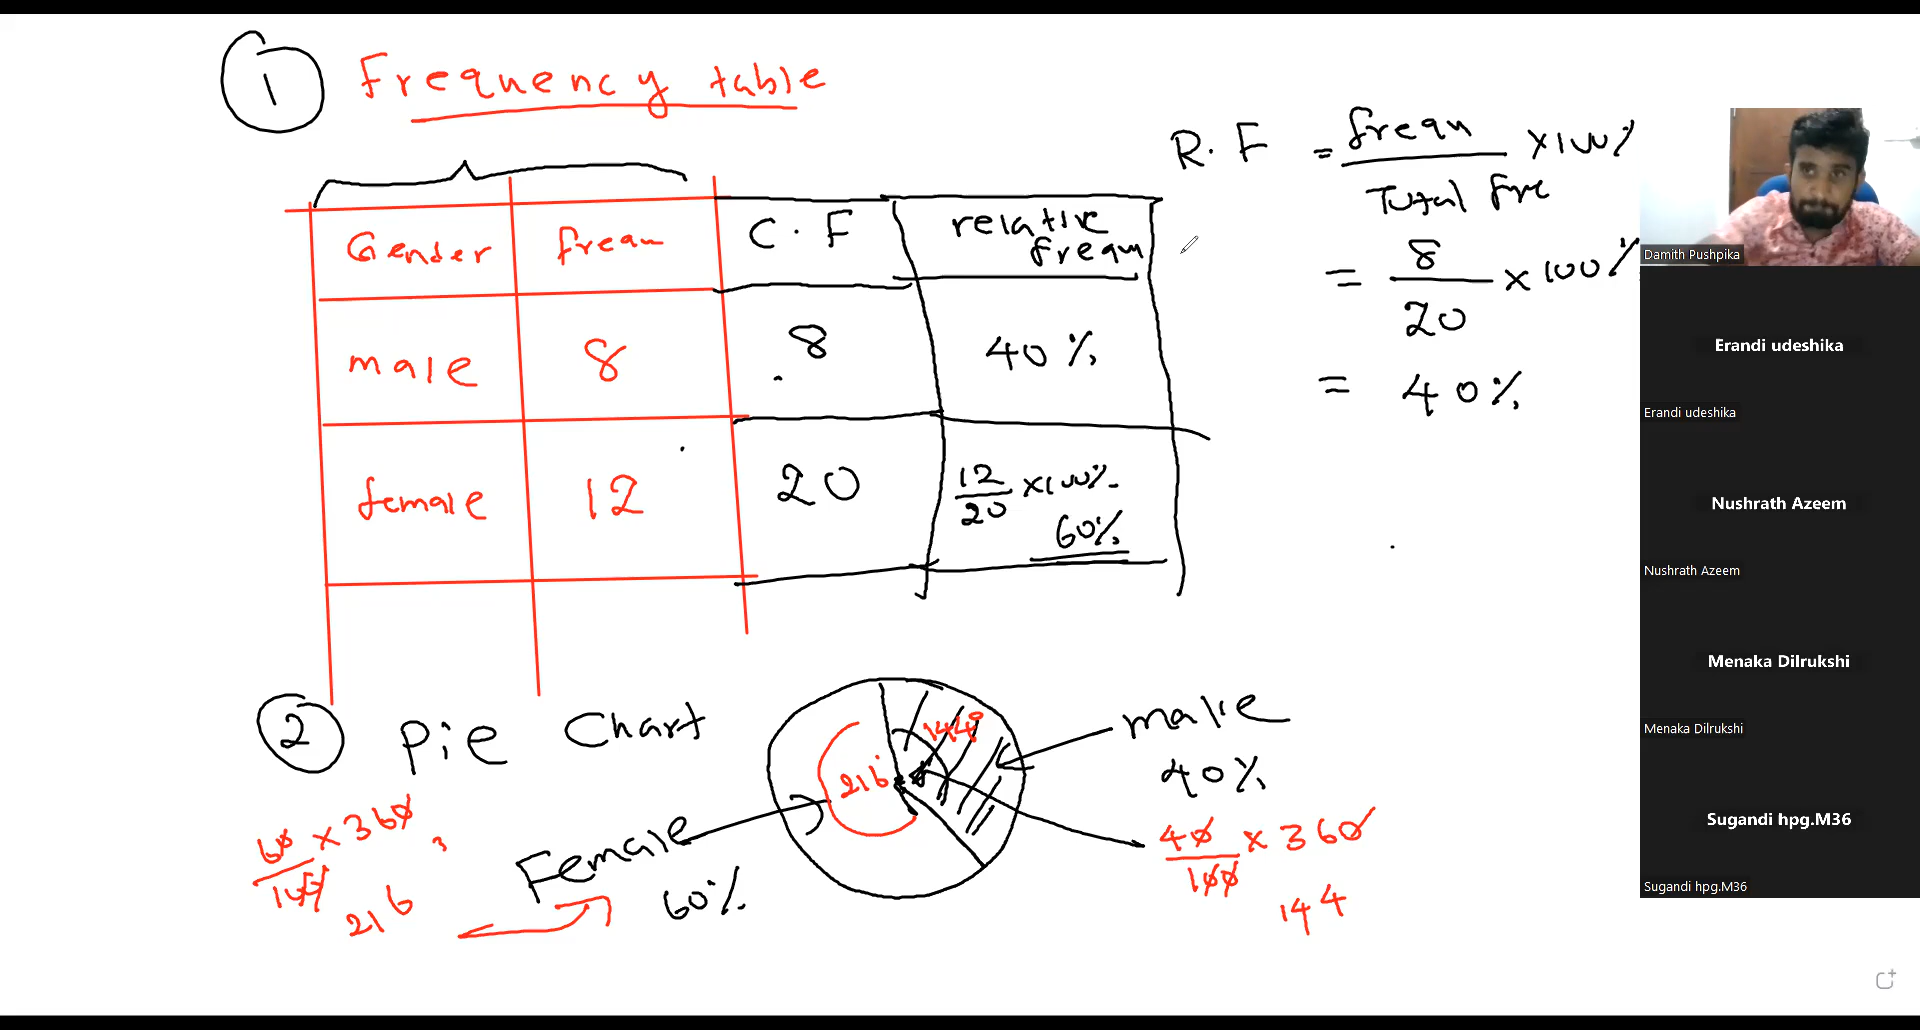 1 Frequency table
R. F = frequ / Total fre ×100%
Gender frequ C.F relative frequ
= 8/20 × 100%
male 8 8 40%
= 40%
female 12 20 12/20 ×100%
60%
2 Pie Chart
144°
216°
male
40%
Female
60%
60/100 × 360
216
40/100 × 360
144
Damith Pushpika
Erandi udeshika
Erandi udeshika
Nushrath Azeem
Nushrath Azeem
Menaka Dilrukshi
Menaka Dilrukshi
Sugandi hpg.M36
Sugandi hpg.M36